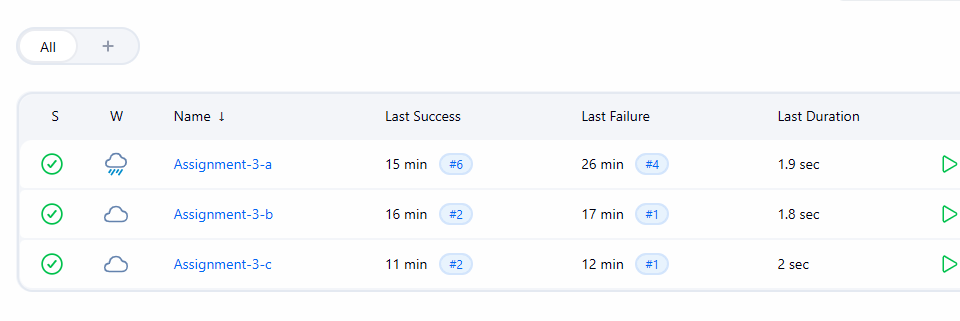 All +
S W Name ↓ Last Success Last Failure Last Duration
Assignment-3-a 15 min #6 26 min #4 1.9 sec
Assignment-3-b 16 min #2 17 min #1 1.8 sec
Assignment-3-c 11 min #2 12 min #1 2 sec